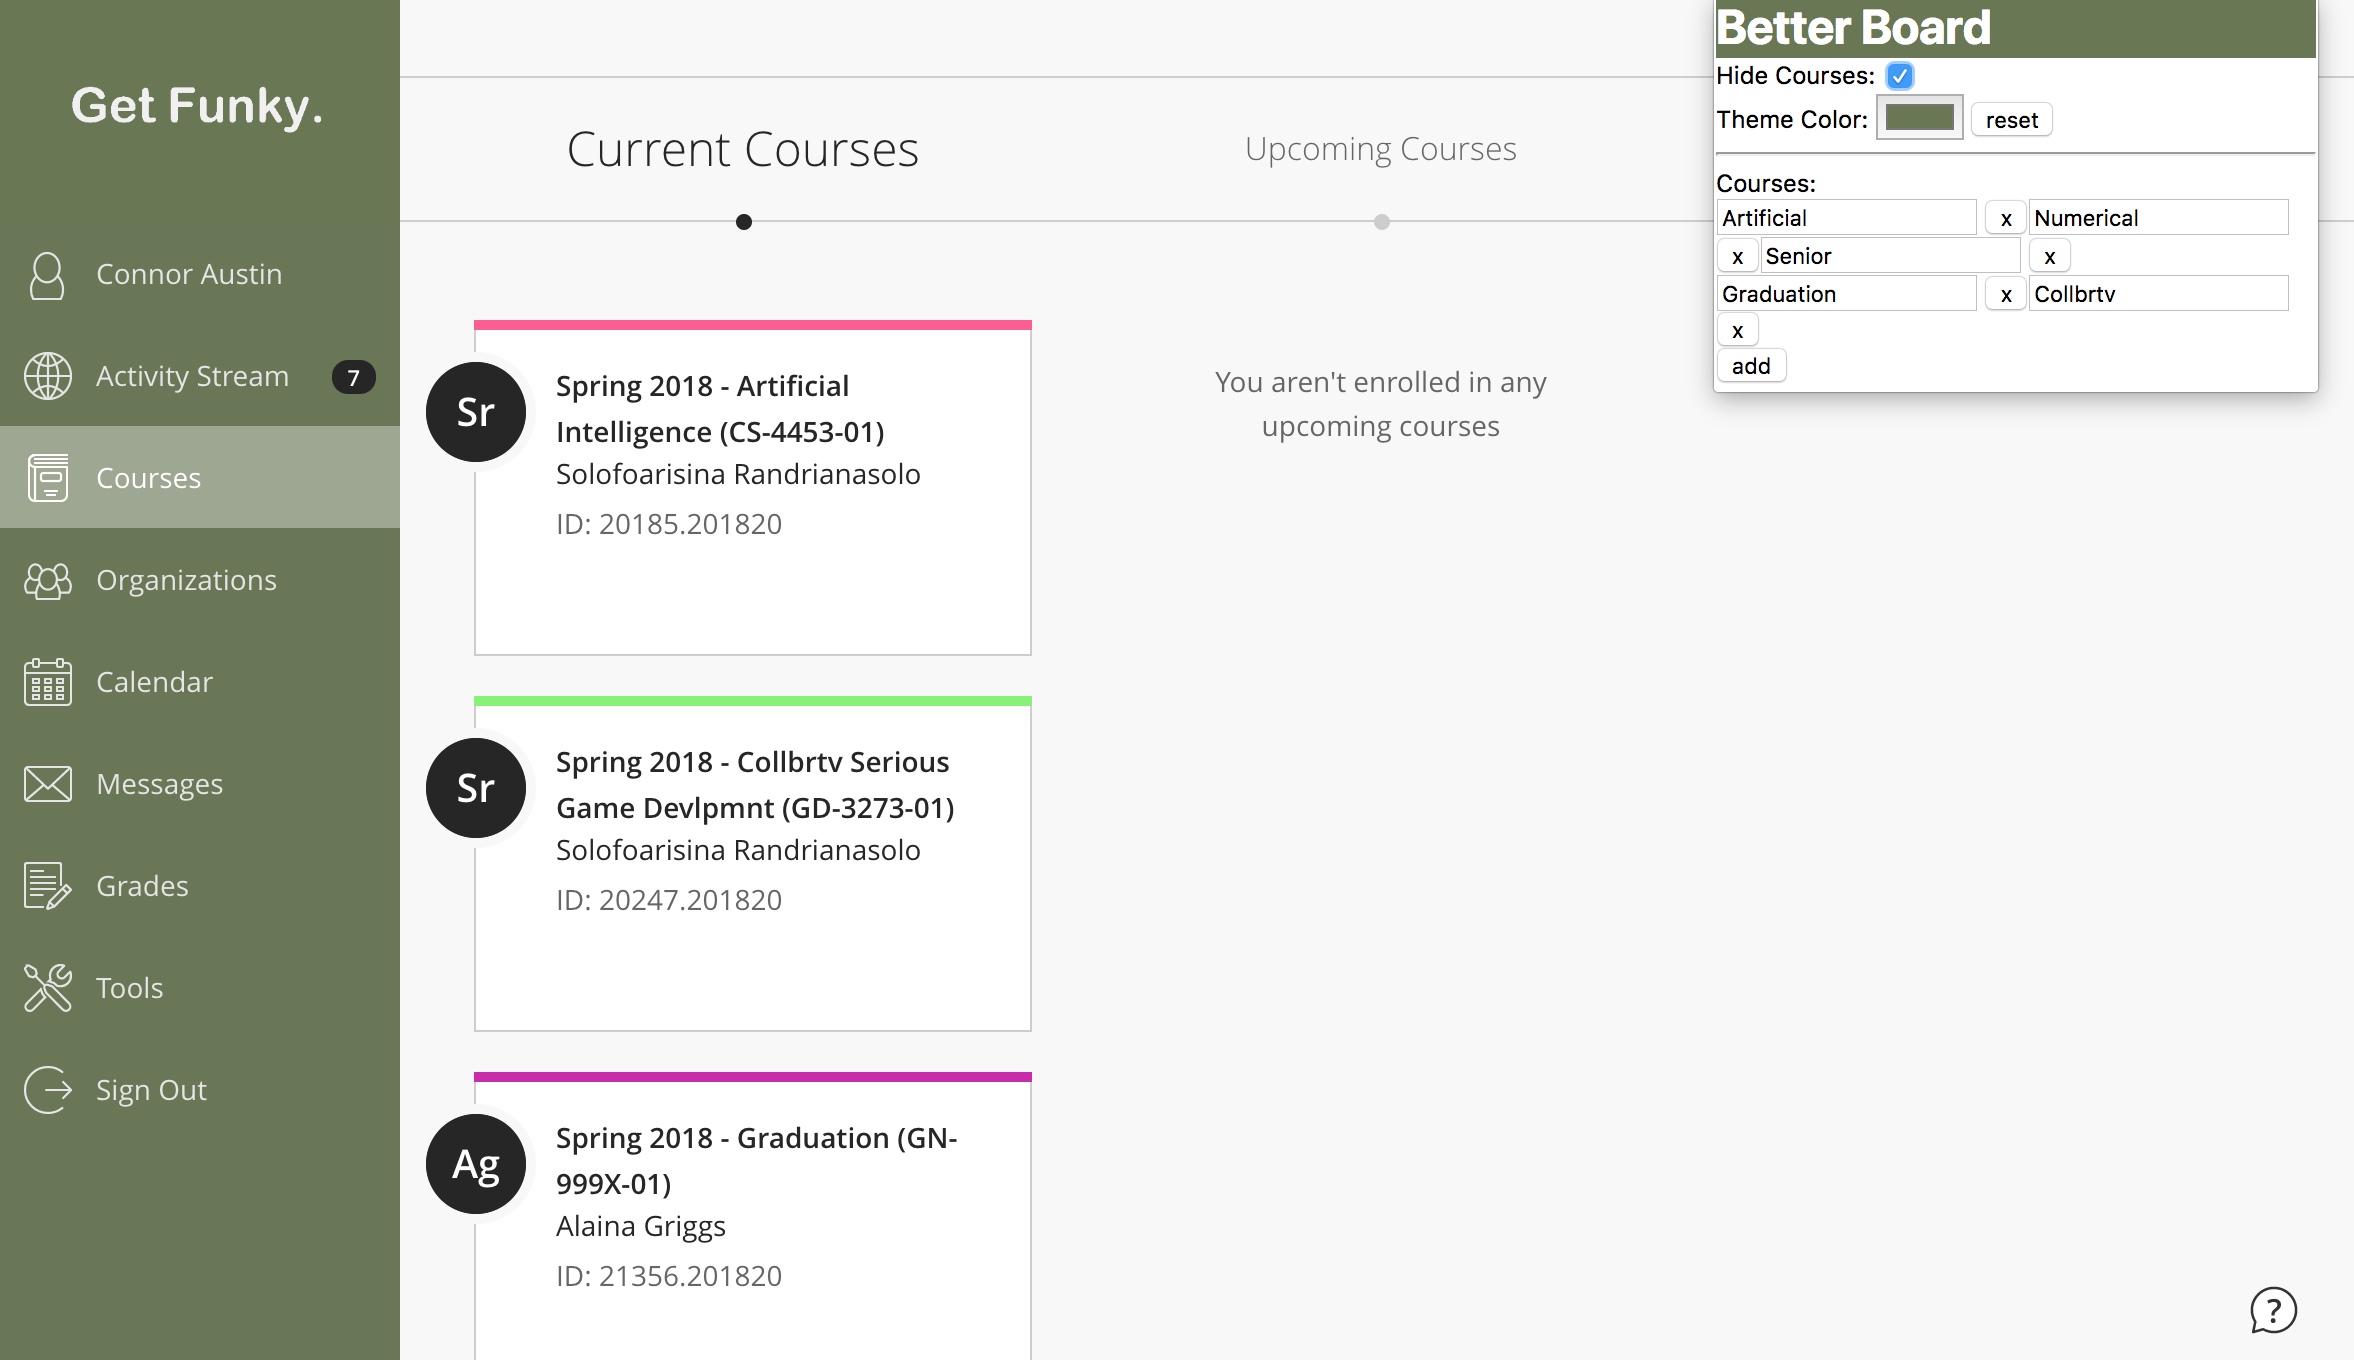 Get Funky.
Connor Austin
Activity Stream 7
Courses
Organizations
Calendar
Messages
Grades
Tools
Sign Out
Current Courses
Upcoming Courses
Sr
Spring 2018 - Artificial
Intelligence (CS-4453-01)
Solofoarisina Randrianasolo
ID: 20185.201820
Sr
Spring 2018 - Collbrtv Serious
Game Devlpmnt (GD-3273-01)
Solofoarisina Randrianasolo
ID: 20247.201820
Ag
Spring 2018 - Graduation (GN-
999X-01)
Alaina Griggs
ID: 21356.201820
You aren't enrolled in any
upcoming courses
Better Board
Hide Courses:
Theme Color: reset
Courses:
Artificial x Numerical
x Senior x
Graduation x Collbrtv
x
add
?